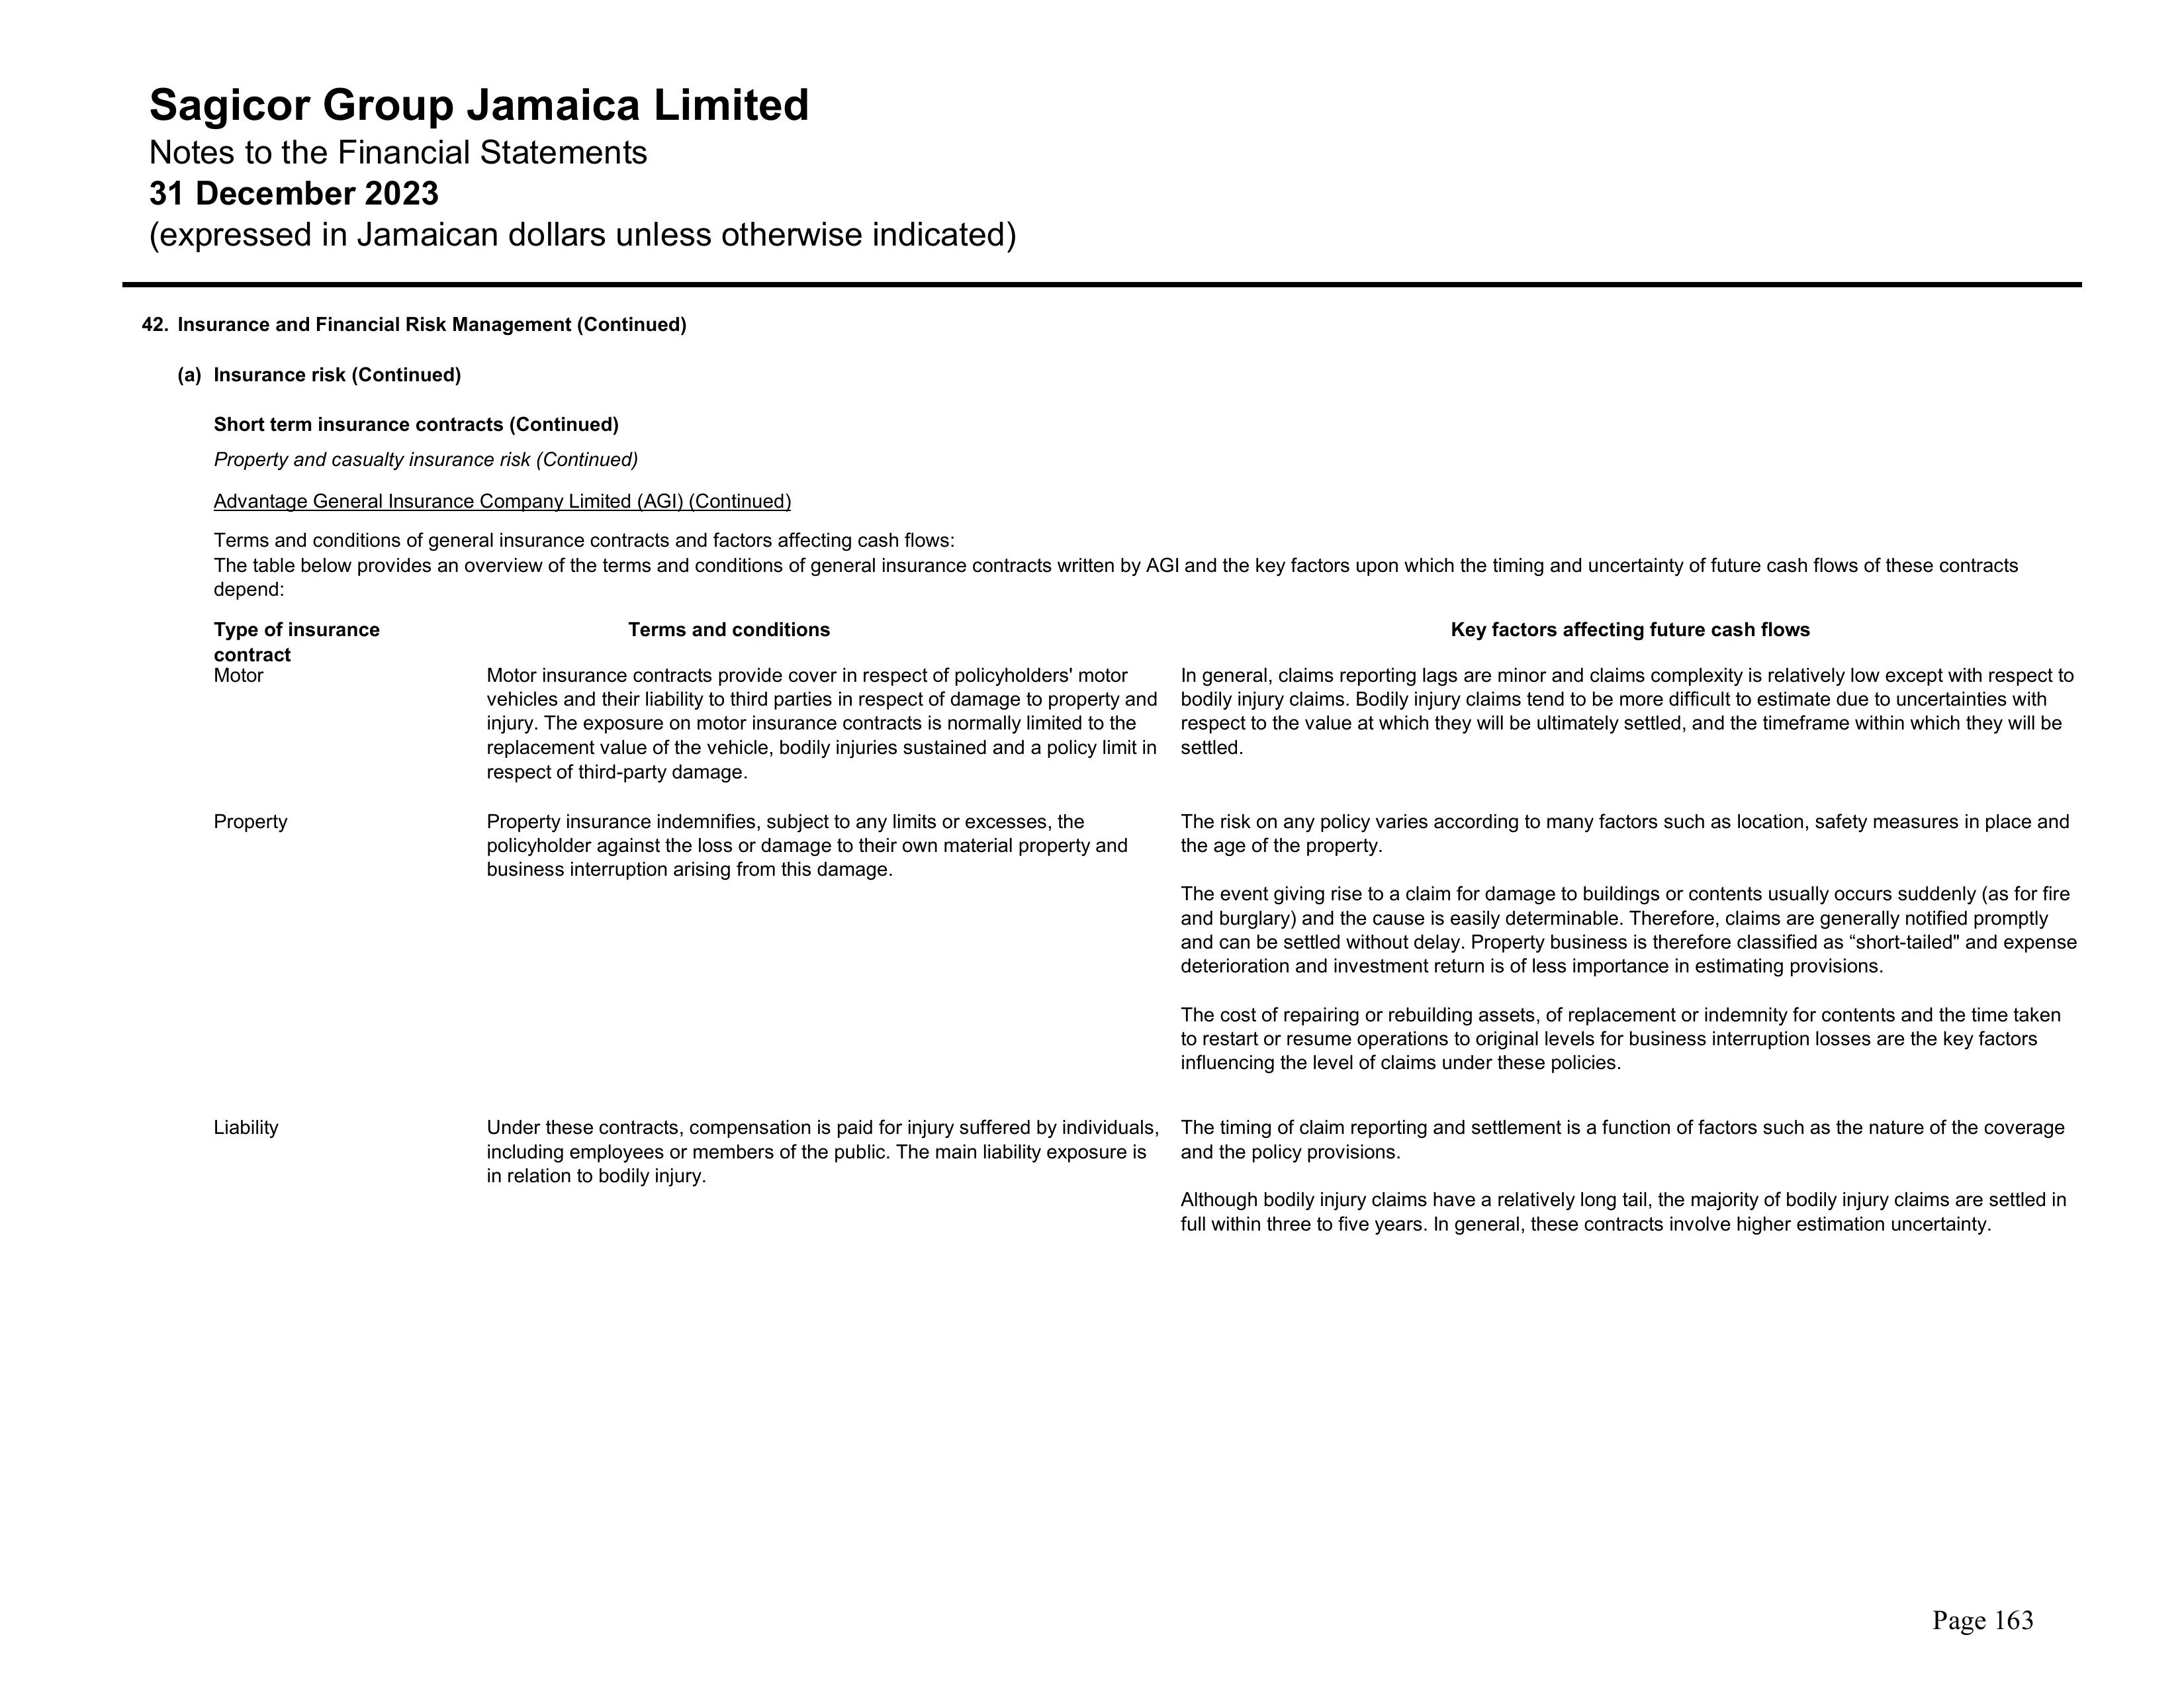 Sagicor Group Jamaica Limited
Notes to the Financial Statements
31 December 2023
(expressed in Jamaican dollars unless otherwise indicated)
42. Insurance and Financial Risk Management (Continued)
(a) Insurance risk (Continued)
Short term insurance contracts (Continued)
Property and casualty insurance risk (Continued)
Advantage General Insurance Company Limited (AGI) (Continued)
Terms and conditions of general insurance contracts and factors affecting cash flows:
The table below provides an overview of the terms and conditions of general insurance contracts written by AGI and the key factors upon which the timing and uncertainty of future cash flows of these contracts
depend:
Type of insurance
contract
Terms and conditions
Key factors affecting future cash flows
Motor
Motor insurance contracts provide cover in respect of policyholders' motor
vehicles and their liability to third parties in respect of damage to property and
injury. The exposure on motor insurance contracts is normally limited to the
replacement value of the vehicle, bodily injuries sustained and a policy limit in
respect of third-party damage.
In general, claims reporting lags are minor and claims complexity is relatively low except with respect to
bodily injury claims. Bodily injury claims tend to be more difficult to estimate due to uncertainties with
respect to the value at which they will be ultimately settled, and the timeframe within which they will be
settled.
Property
Property insurance indemnifies, subject to any limits or excesses, the
policyholder against the loss or damage to their own material property and
business interruption arising from this damage.
The risk on any policy varies according to many factors such as location, safety measures in place and
the age of the property.
The event giving rise to a claim for damage to buildings or contents usually occurs suddenly (as for fire
and burglary) and the cause is easily determinable. Therefore, claims are generally notified promptly
and can be settled without delay. Property business is therefore classified as “short-tailed" and expense
deterioration and investment return is of less importance in estimating provisions.
The cost of repairing or rebuilding assets, of replacement or indemnity for contents and the time taken
to restart or resume operations to original levels for business interruption losses are the key factors
influencing the level of claims under these policies.
Liability
Under these contracts, compensation is paid for injury suffered by individuals,
including employees or members of the public. The main liability exposure is
in relation to bodily injury.
The timing of claim reporting and settlement is a function of factors such as the nature of the coverage
and the policy provisions.
Although bodily injury claims have a relatively long tail, the majority of bodily injury claims are settled in
full within three to five years. In general, these contracts involve higher estimation uncertainty.
Page 163